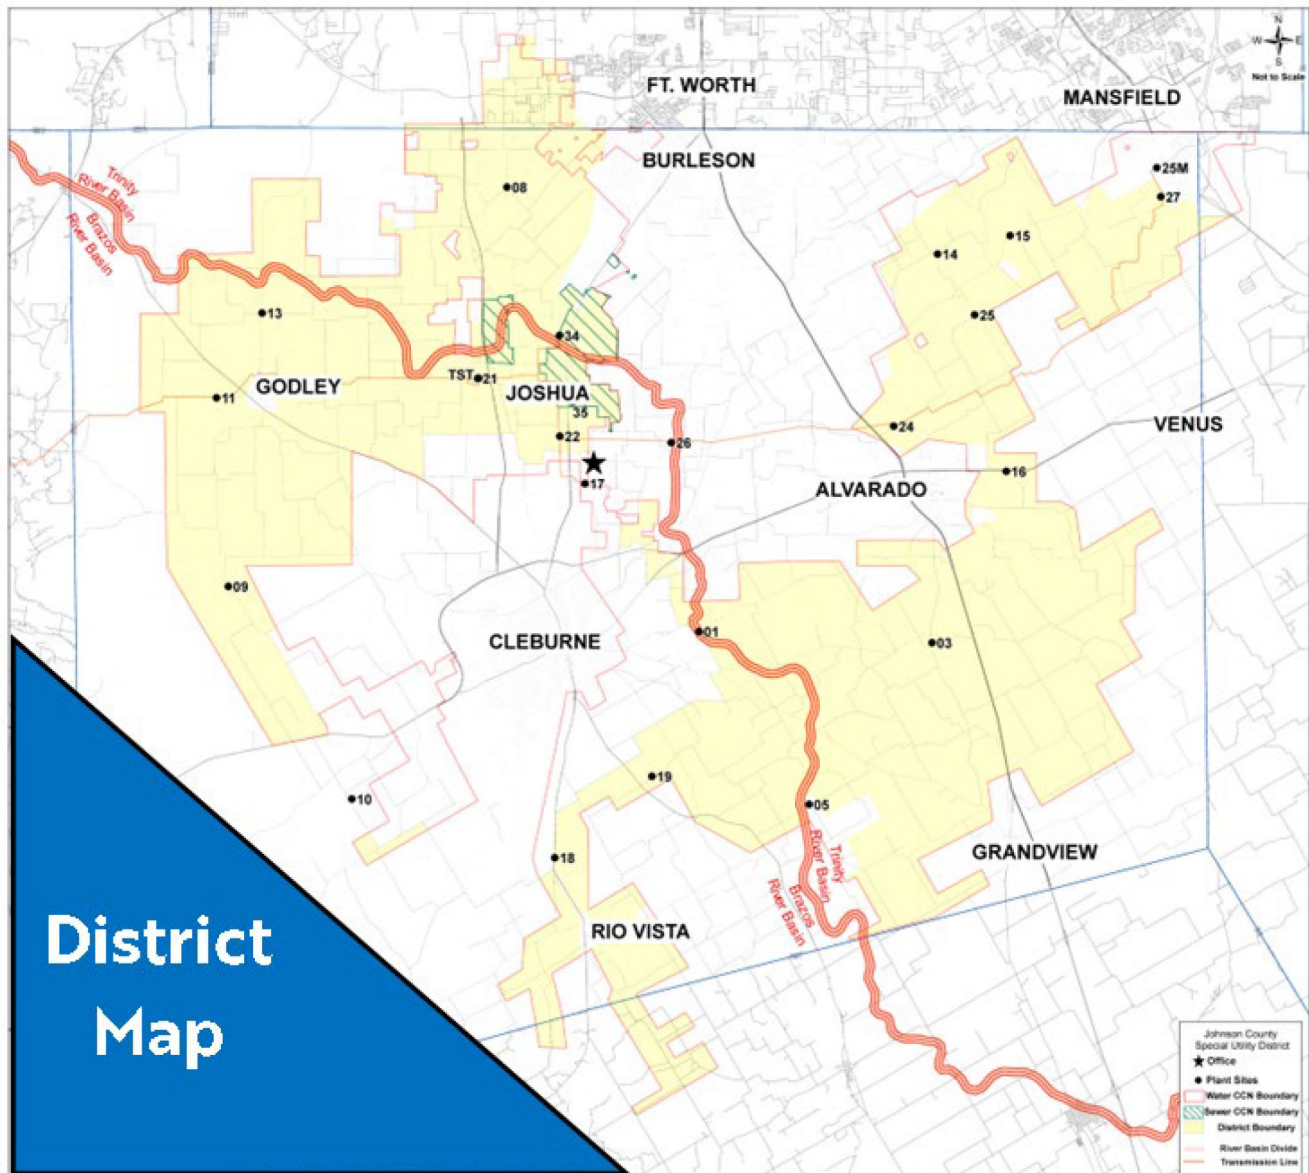 N
W E
S
Not to Scale
FT. WORTH
MANSFIELD
BURLESON
25M
27
08
Trinity
River Basin
Brazos
River Basin
15
14
13
25
34
TST 21
GODLEY
JOSHUA
11
35
24
VENUS
22
26
16
17
ALVARADO
09
01
CLEBURNE
03
19
10
05
Trinity
River Basin
Brazos
River Basin
GRANDVIEW
18
RIO VISTA
District
Map
Johnson County
Special Utility District
Office
Plant Sites
Water CCN Boundary
Sewer CCN Boundary
District Boundary
River Basin Divide
Transmission Line